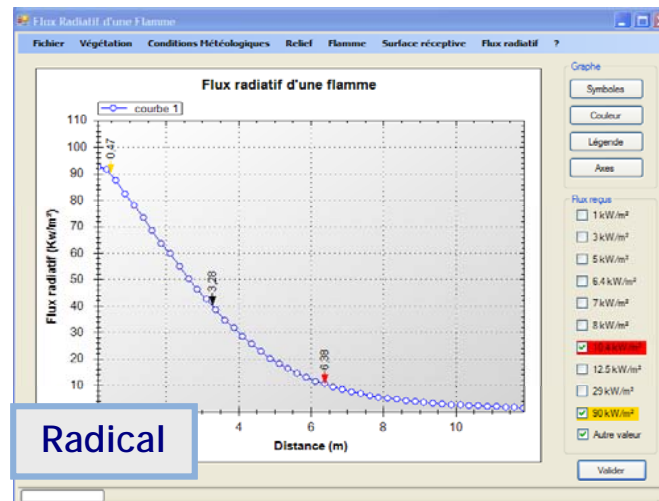 Flux Radiatif d'une Flamme
Fichier Végétation Conditions Météologiques Relief Flamme Surface réceptive Flux radiatif ?
Flux radiatif d'une flamme
courbe 1
Flux radiatif (Kw/m²)
110
100
90
80
70
60
50
40
30
20
10
0,47
3,28
6,38
4
6
8
10
Distance (m)
Graphe
Symboles
Couleur
Légende
Axes
Flux reçus
1 kW/m²
3 kW/m²
5 kW/m²
6.4 kW/m²
7 kW/m²
8 kW/m²
10.4 kW/m²
12.5 kW/m²
29 kW/m²
90 kW/m²
Autre valeur
Valider
Radical